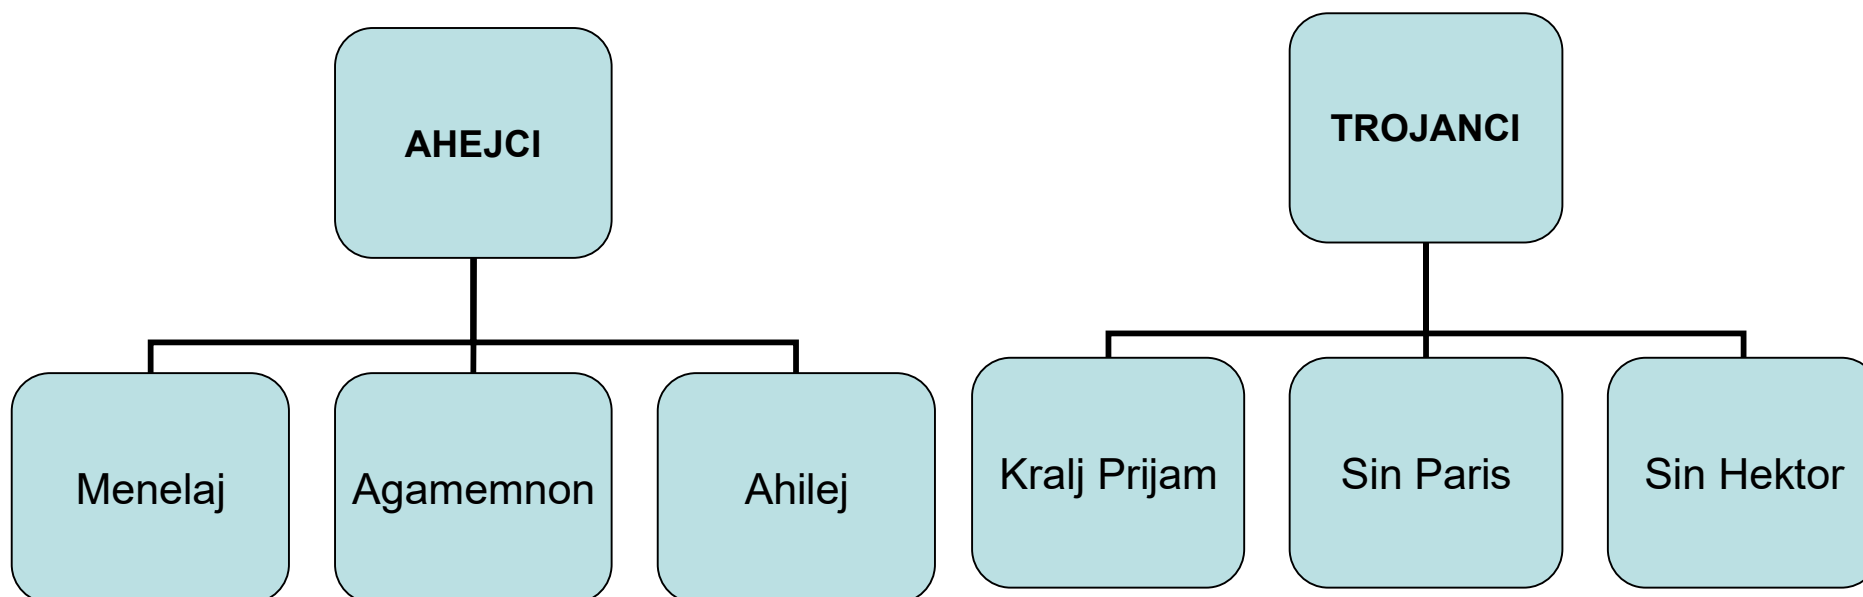 AHEJCI
Menelaj
Agamemnon
Ahilej
TROJANCI
Kralj Prijam
Sin Paris
Sin Hektor